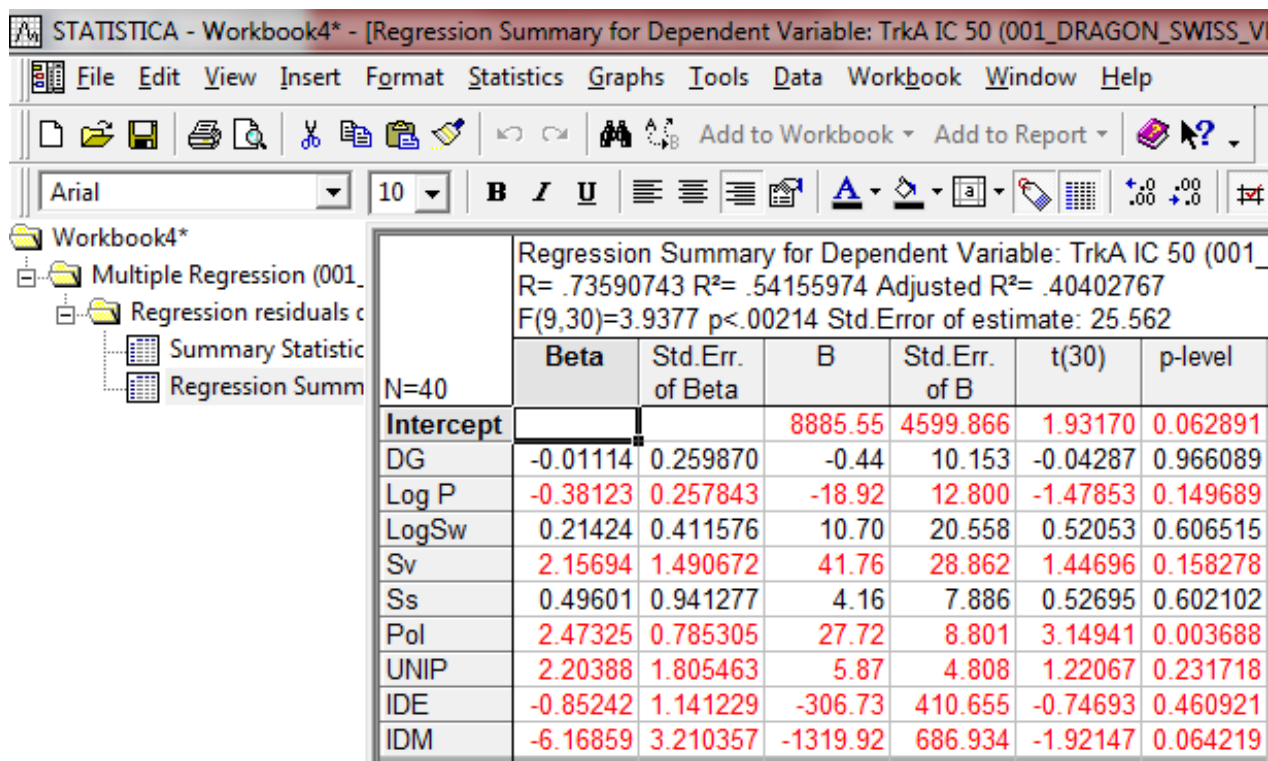 STATISTICA - Workbook4* - [Regression Summary for Dependent Variable: TrkA IC 50 (001_DRAGON_SWISS_V
File Edit View Insert Format Statistics Graphs Tools Data Workbook Window Help
Add to Workbook Add to Report
Arial 10 B I U
Workbook4*
Multiple Regression (001_
Regression residuals c
Summary Statistic
Regression Summ
Regression Summary for Dependent Variable: TrkA IC 50 (001_
R= .73590743 R²= .54155974 Adjusted R²= .40402767
F(9,30)=3.9377 p<.00214 Std.Error of estimate: 25.562
N=40 Beta Std.Err. of Beta B Std.Err. of B t(30) p-level
Intercept 8885.55 4599.866 1.93170 0.062891
DG -0.01114 0.259870 -0.44 10.153 -0.04287 0.966089
Log P -0.38123 0.257843 -18.92 12.800 -1.47853 0.149689
LogSw 0.21424 0.411576 10.70 20.558 0.52053 0.606515
Sv 2.15694 1.490672 41.76 28.862 1.44696 0.158278
Ss 0.49601 0.941277 4.16 7.886 0.52695 0.602102
Pol 2.47325 0.785305 27.72 8.801 3.14941 0.003688
UNIP 2.20388 1.805463 5.87 4.808 1.22067 0.231718
IDE -0.85242 1.141229 -306.73 410.655 -0.74693 0.460921
IDM -6.16859 3.210357 -1319.92 686.934 -1.92147 0.064219